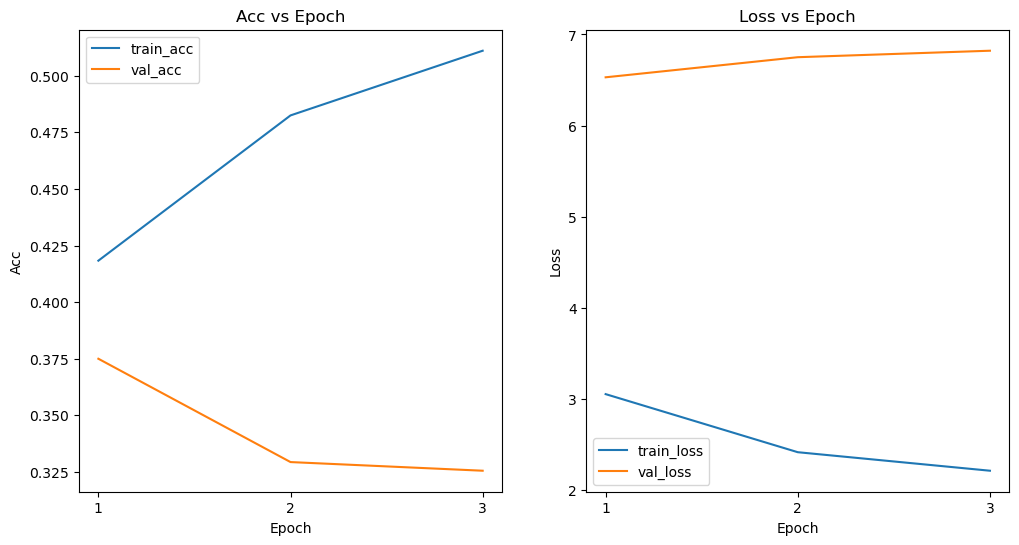 Acc vs Epoch
train_acc
val_acc
0.500
0.475
0.450
0.425
0.400
0.375
0.350
0.325
Acc
1
2
3
Epoch
Loss vs Epoch
7
6
5
4
3
2
Loss
train_loss
val_loss
1
2
3
Epoch